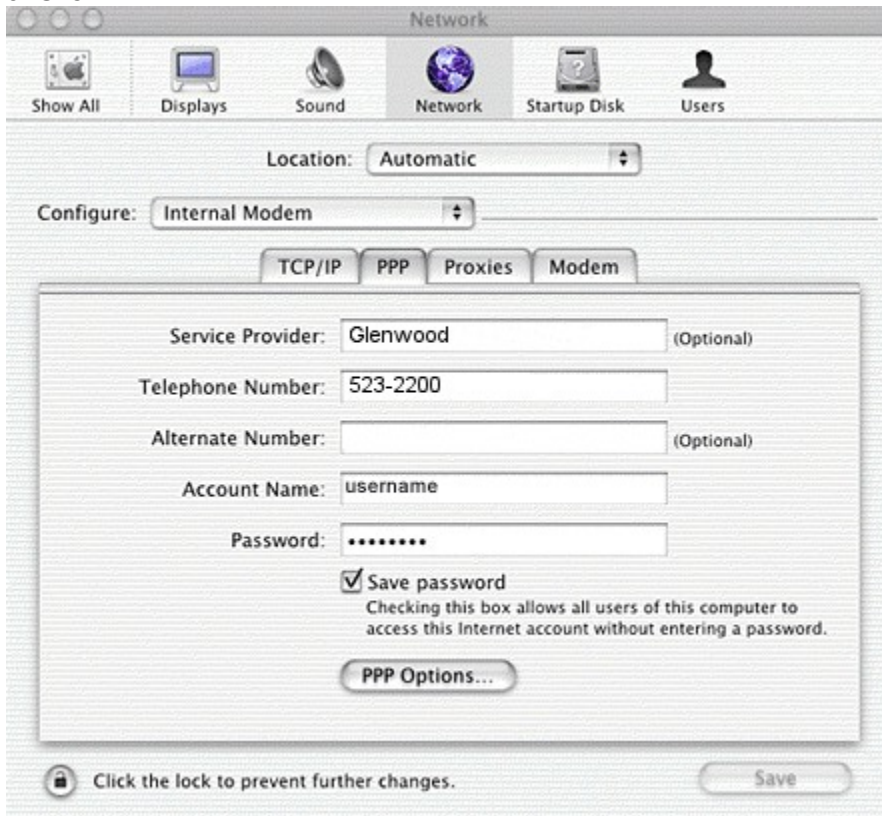 Network
Show All Displays Sound Network Startup Disk Users
Location: Automatic
Configure: Internal Modem
TCP/IP PPP Proxies Modem
Service Provider: Glenwood (Optional)
Telephone Number: 523-2200
Alternate Number: (Optional)
Account Name: username
Password: ••••••••
Save password
Checking this box allows all users of this computer to
access this Internet account without entering a password.
PPP Options...
Click the lock to prevent further changes. Save